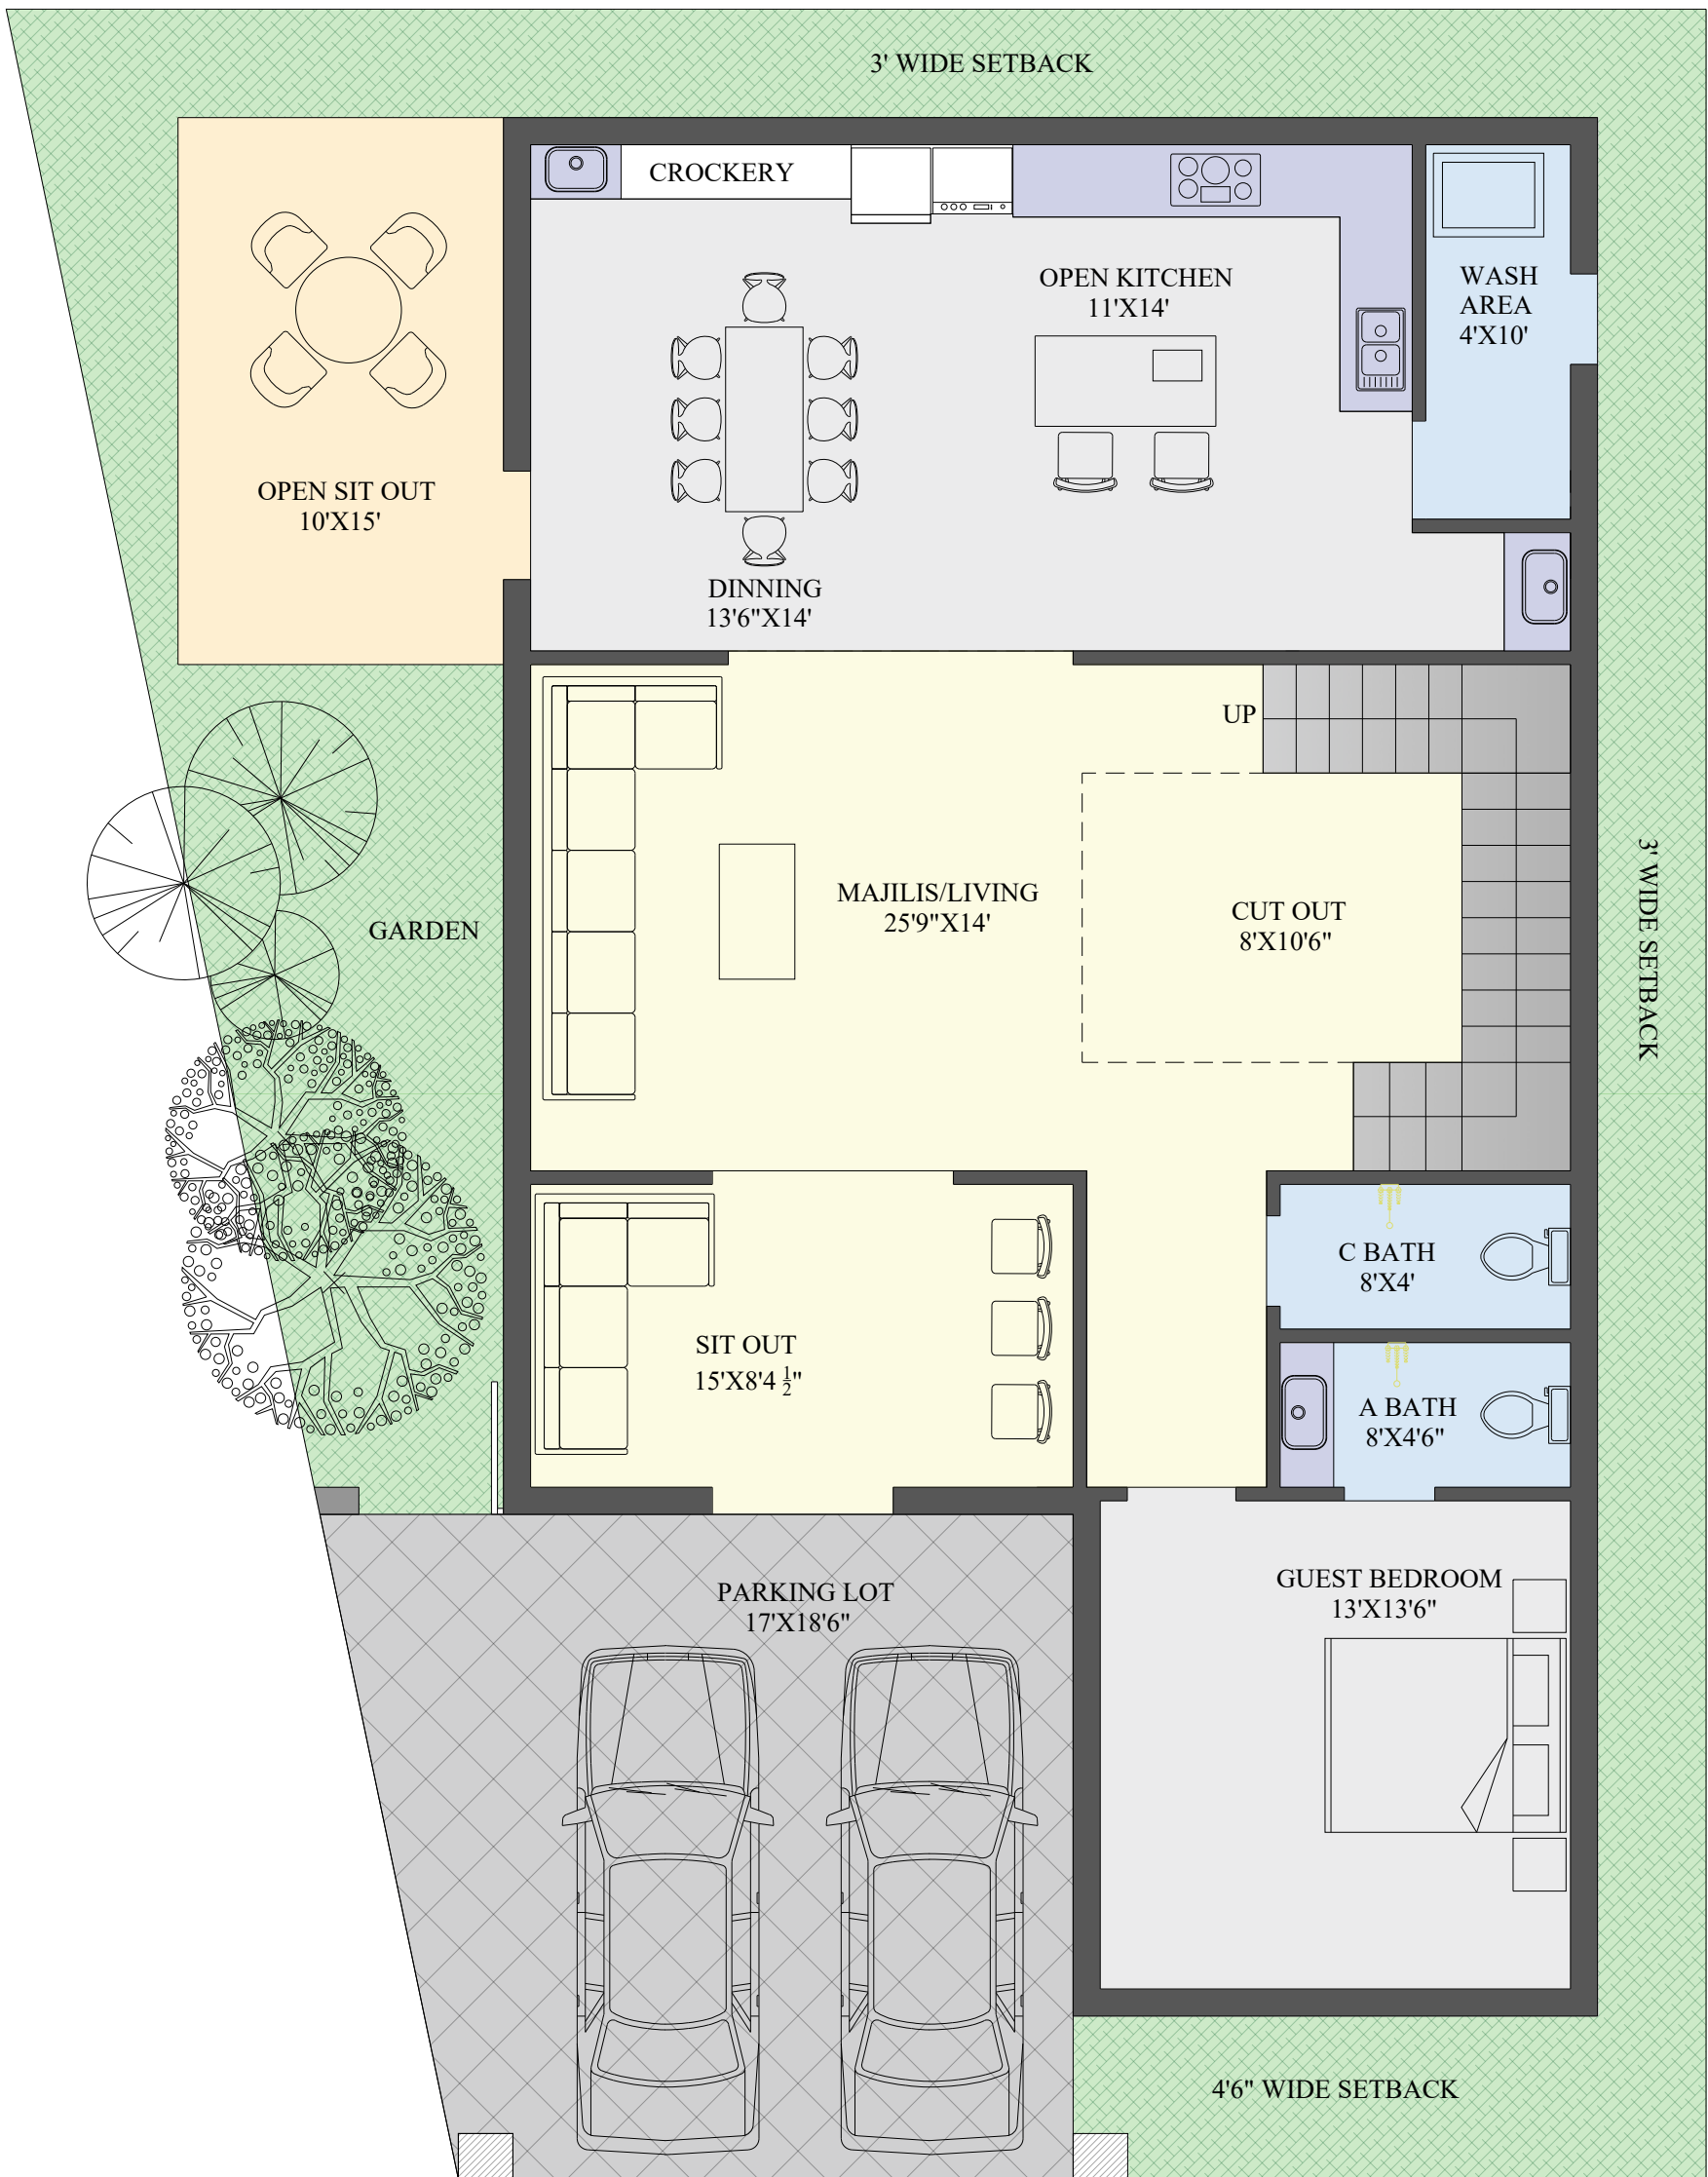 3' WIDE SETBACK
CROCKERY
OPEN KITCHEN
11'X14'
WASH
AREA
4'X10'
OPEN SIT OUT
10'X15'
DINNING
13'6"X14'
UP
MAJILIS/LIVING
25'9"X14'
CUT OUT
8'X10'6"
3' WIDE SETBACK
GARDEN
C BATH
8'X4'
SIT OUT
15'X8'4 ½"
A BATH
8'X4'6"
PARKING LOT
17'X18'6"
GUEST BEDROOM
13'X13'6"
4'6" WIDE SETBACK